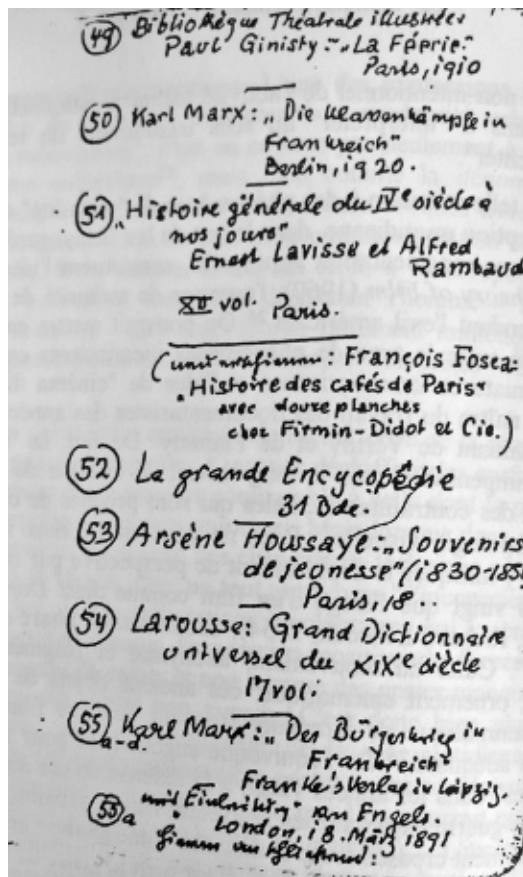 49 Bibliothèque Théatrale illustrée
Paul Ginisty: „La Féerie"
Paris, 1910
50 Karl Marx: „Die Klassenkämpfe in
Frankreich"
Berlin, 1920.
51 „Histoire générale du IVe siècle à
nos jours"
Ernest Lavisse et Alfred
Rambaud
XII vol. Paris.
François Fosca:
„Histoire des cafés de Paris"
avec douze planches
chez Firmin-Didot et Cie.)
52 La grande Encycopédie
31 Bde
53 Arsène Houssaye: „Souvenirs
de jeunesse" (1830-185
Paris, 18
54 Larousse: Grand Dictionnaire
universel du XIXe siècle
17 vol.
55 a-d Karl Marx: „Der Bürgerkrieg in
Frankreich"
Franke's Verlag in Leipzig.
55a mit Einleitung von Engels
London, 18. März 1891